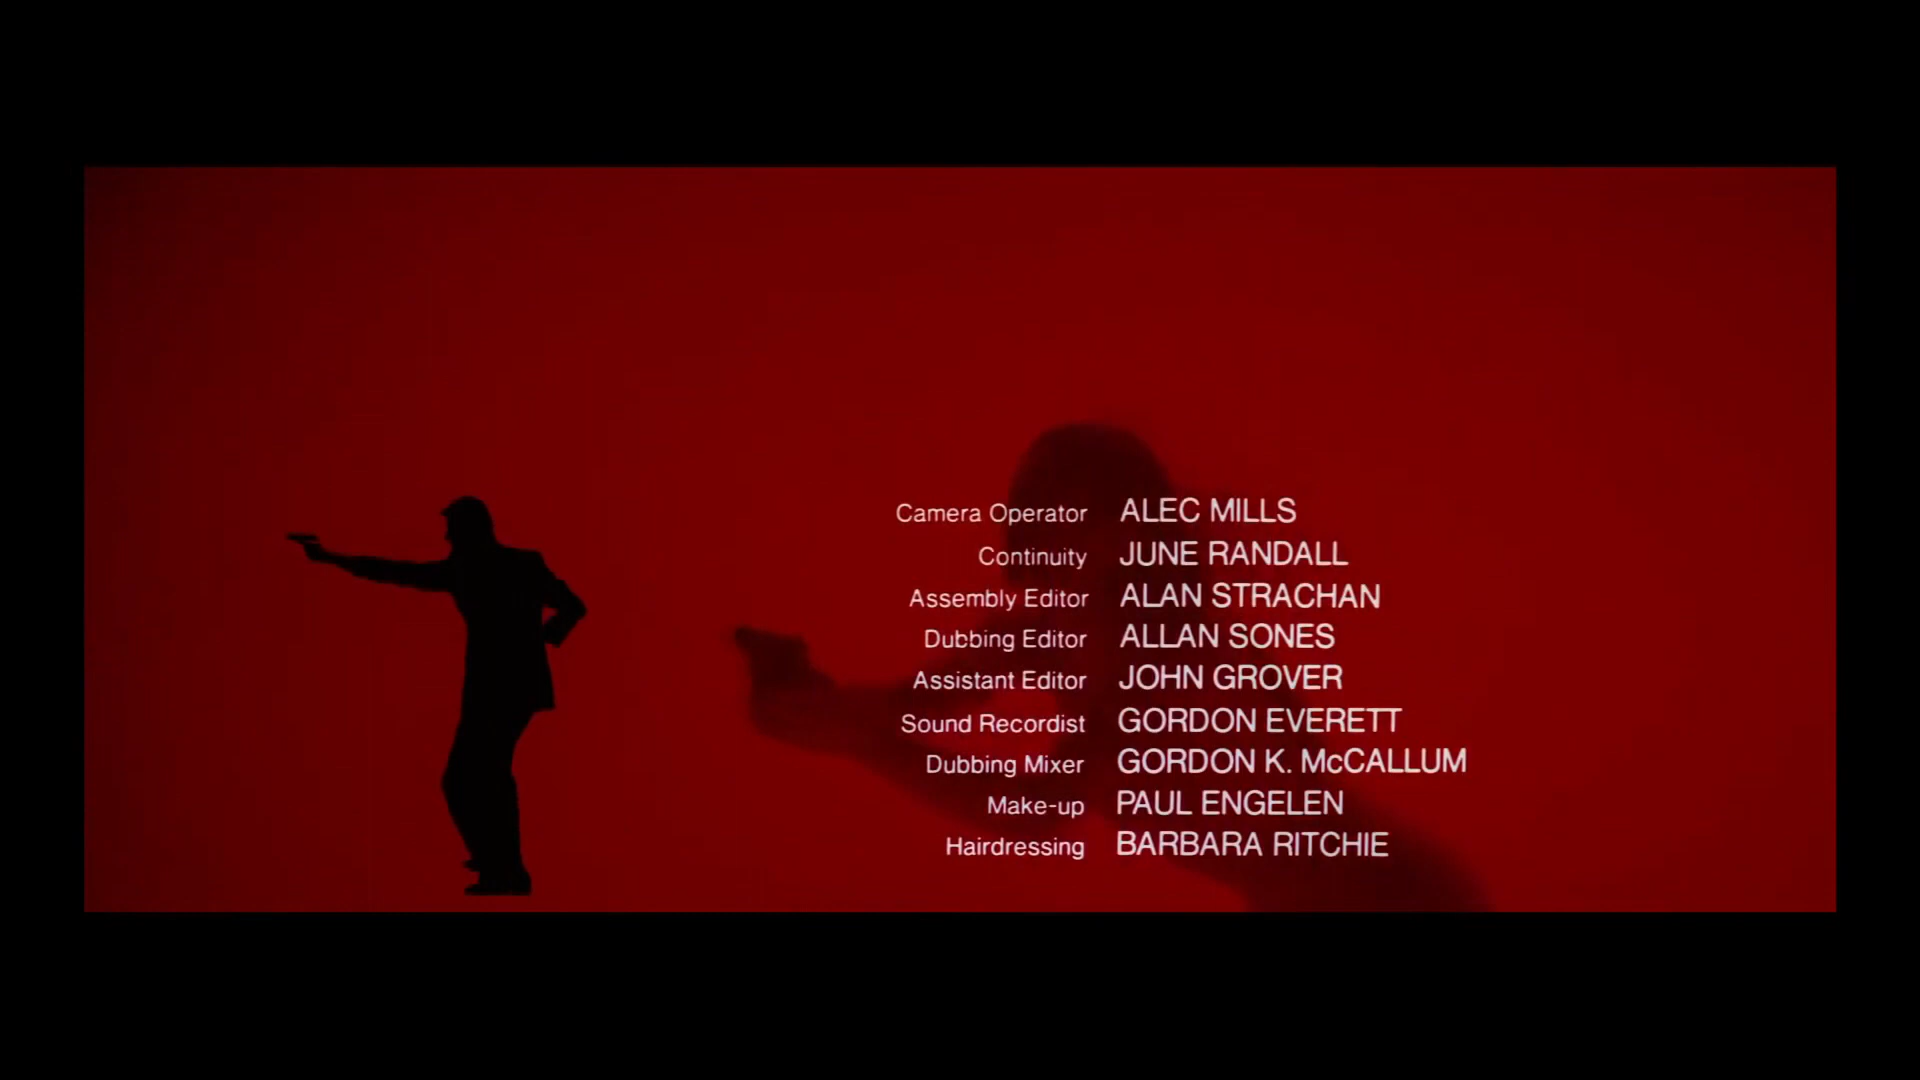 Camera Operator ALEC MILLS
Continuity JUNE RANDALL
Assembly Editor ALAN STRACHAN
Dubbing Editor ALLAN SONES
Assistant Editor JOHN GROVER
Sound Recordist GORDON EVERETT
Dubbing Mixer GORDON K. McCALLUM
Make-up PAUL ENGELEN
Hairdressing BARBARA RITCHIE